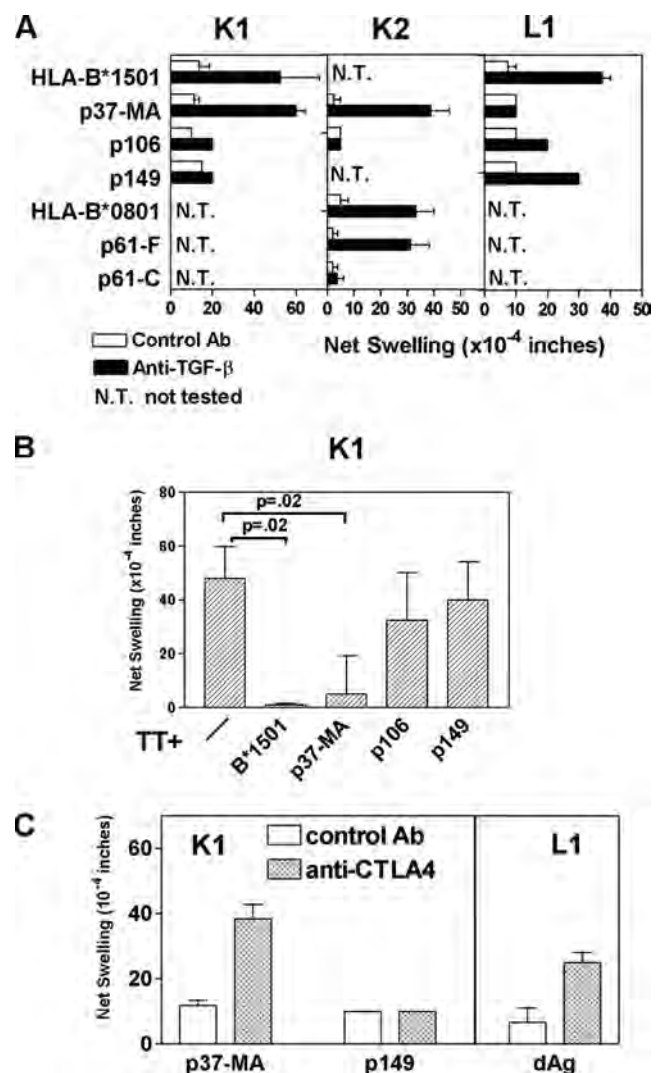 A K1 K2 L1
HLA-B*1501 N.T.
p37-MA
p106
p149 N.T.
HLA-B*0801 N.T. N.T.
p61-F N.T. N.T.
p61-C N.T. N.T.
0 20 40 60 0 10 20 30 40 50 0 10 20 30 40 50
Control Ab Net Swelling (x10-4 inches)
Anti-TGF-β
N.T. not tested
B K1
Net Swelling (x10-4 inches)
80
60
40
20
0
p=.02
p=.02
TT+ / B*1501 p37-MA p106 p149
C K1 control Ab L1
anti-CTLA4
Net Swelling (10-4 inches)
60
40
20
0
p37-MA p149 dAg